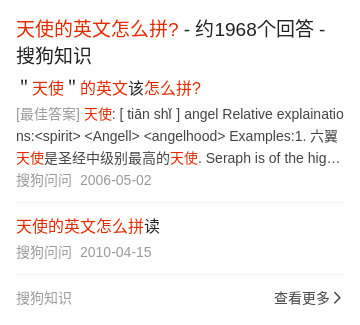 天使的英文怎么拼? - 约1968个回答 -
搜狗知识
＂天使＂的英文该怎么拼?
[最佳答案] 天使: [ tiān shǐ ] angel Relative explainatio
ns:<spirit> <Angell> <angelhood> Examples:1. 六翼
天使是圣经中级别最高的天使. Seraph is of the hig…
搜狗问问 2006-05-02
天使的英文怎么拼读
搜狗问问 2010-04-15
搜狗知识 查看更多